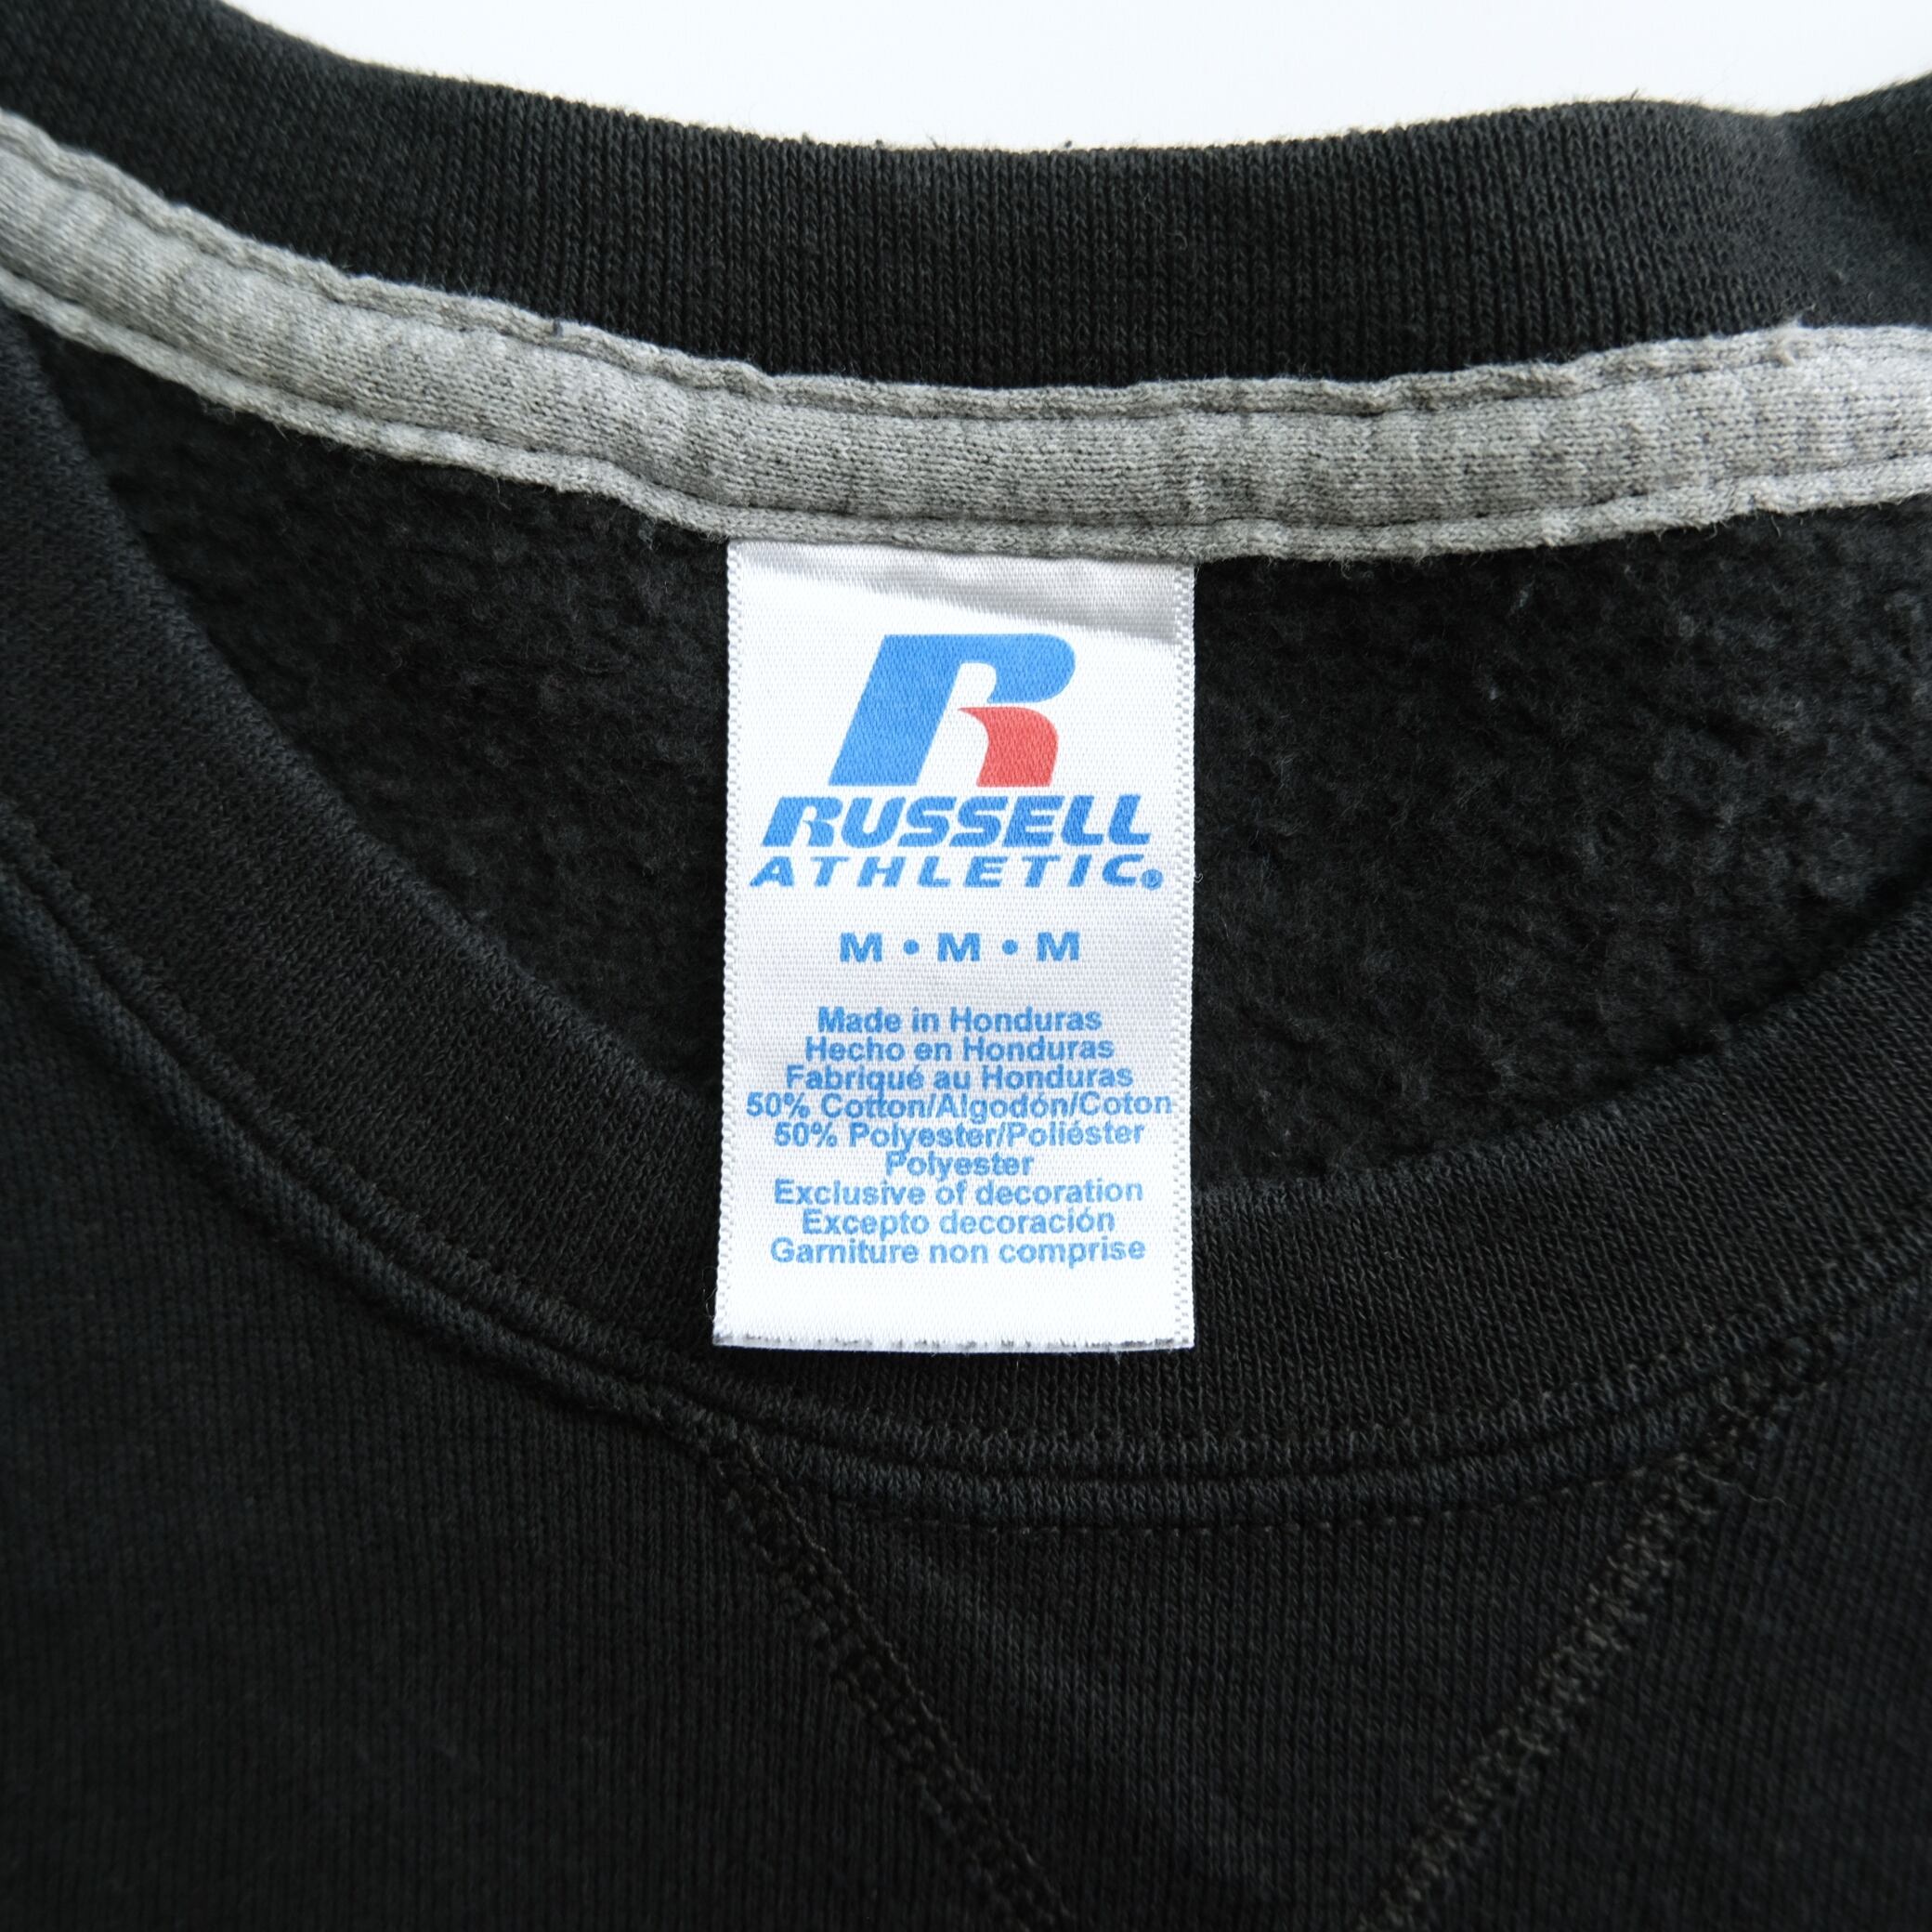 R
RUSSELL
ATHLETIC®
M • M • M
Made in Honduras
Hecho en Honduras
Fabriqué au Honduras
50% Cotton/Algodón/Coton
50% Polyester/Poliéster
Polyester
Exclusive of decoration
Excepto decoración
Garniture non comprise